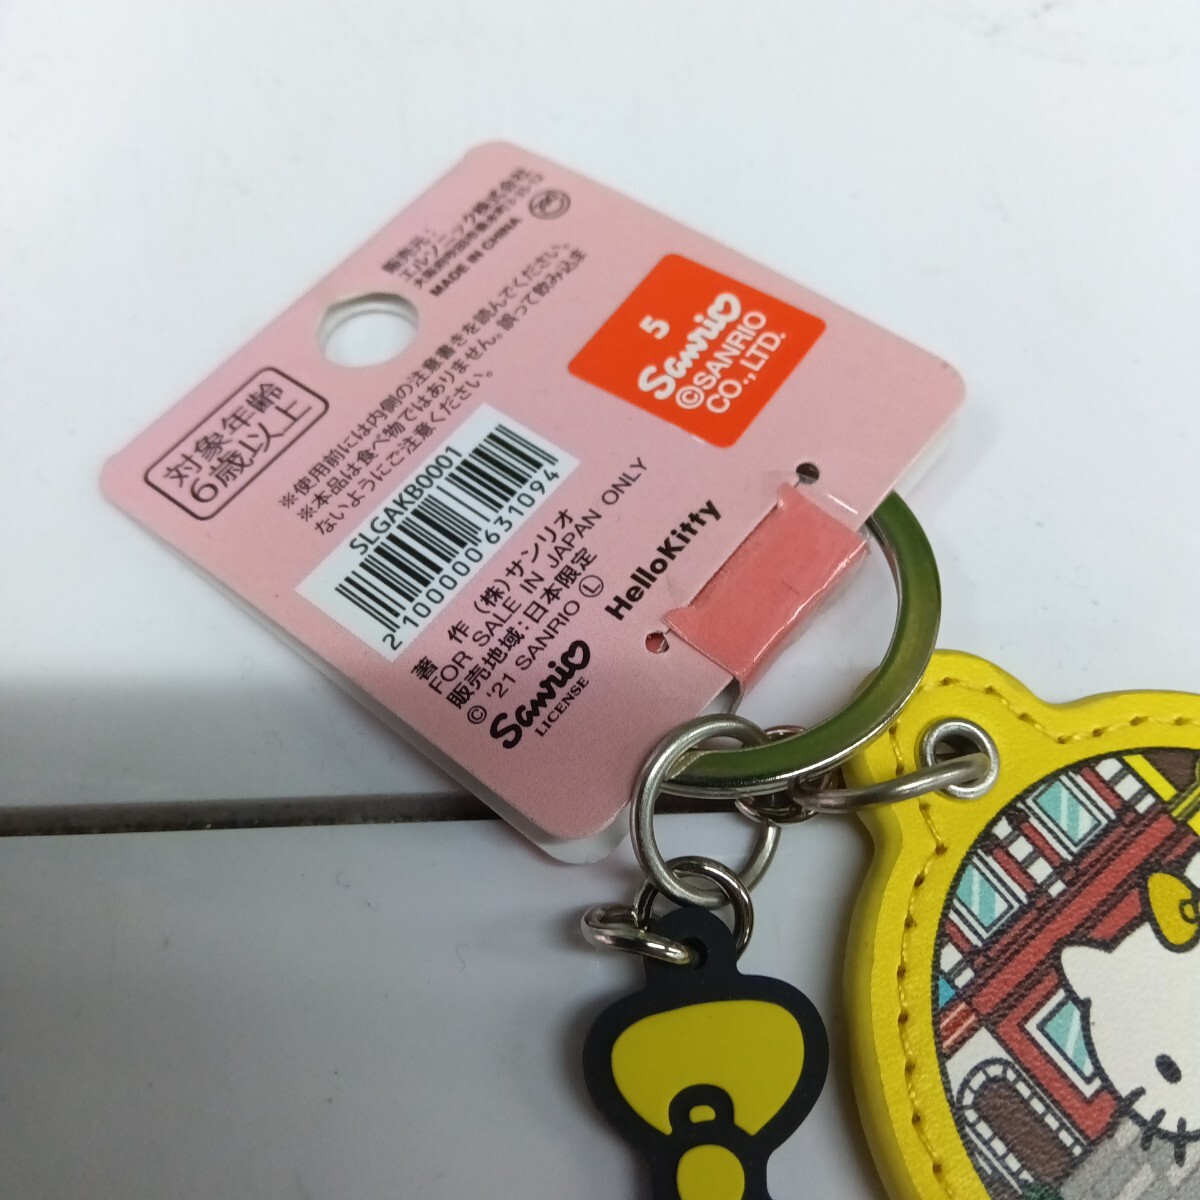 販売元:
エルソニック株式会社
MADE IN CHINA
対象年齢
6歳以上
※使用前には内側の注意書きを読んでください。
※本品は食べ物ではありません。誤って飲み込ま
ないようにご注意ください。
SLGAKB0001
2100000631094
著　作 (株)サンリオ
FOR SALE IN JAPAN ONLY
販売地域:日本限定
© '21 SANRIO Ⓛ
Sanrio
LICENSE
HelloKitty
5
Sanrio
©SANRIO
CO.,LTD.